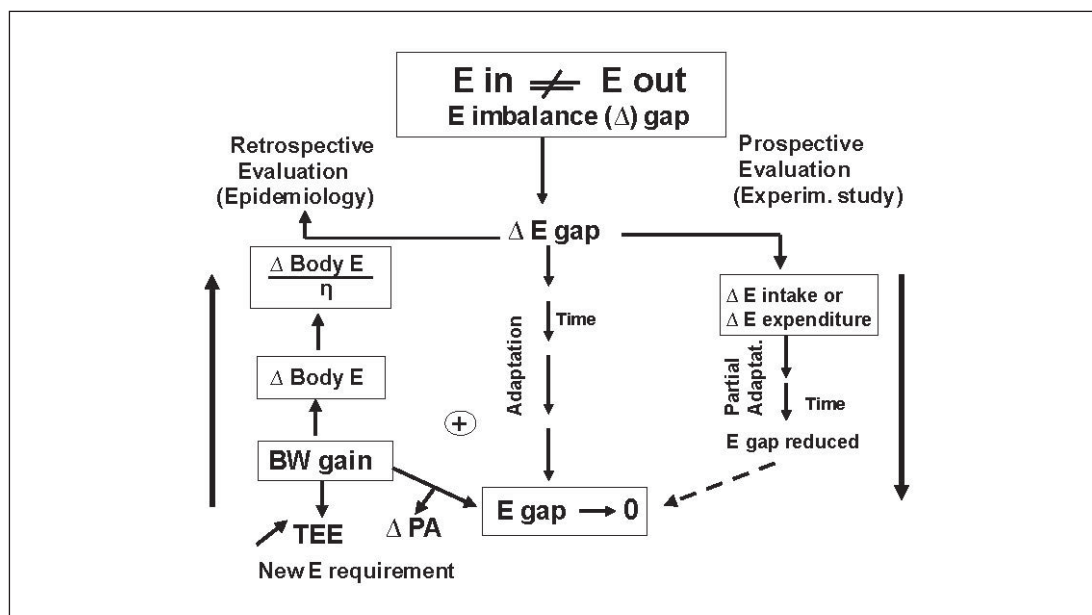 E in ≠ E out
E imbalance (Δ) gap
Retrospective
Evaluation
(Epidemiology)
Prospective
Evaluation
(Experim. study)
Δ E gap
Δ Body E
η
Δ E intake or
Δ E expenditure
Time
Adaptation
Partial
Adaptat.
Δ Body E
Time
+
E gap reduced
BW gain
E gap → 0
TEE
Δ PA
New E requirement